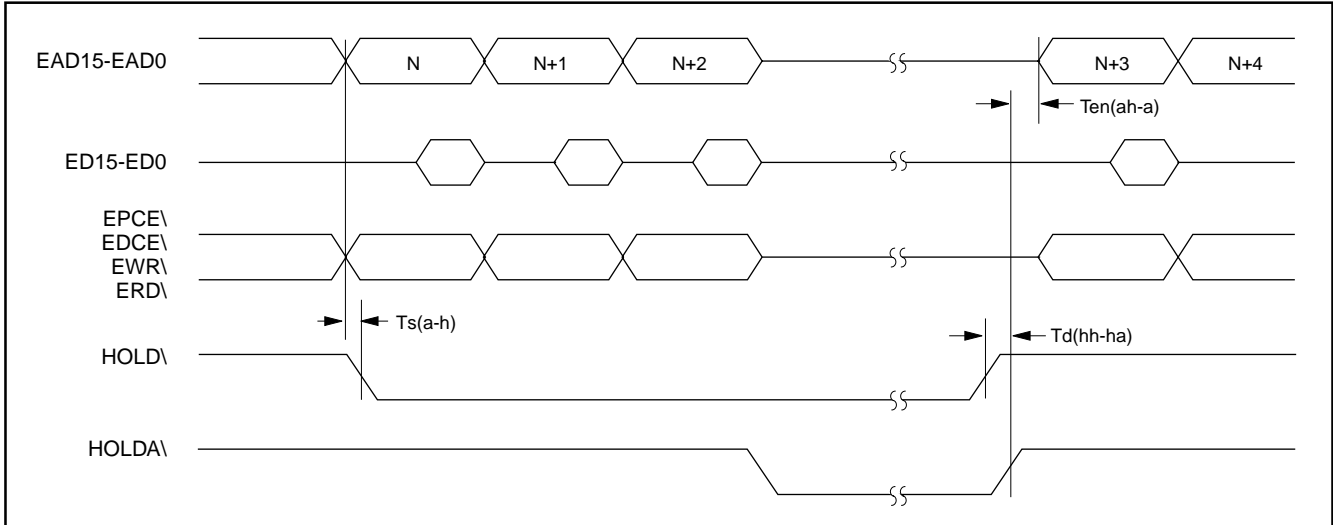 EAD15-EAD0
N
N+1
N+2
N+3
N+4
Ten(ah-a)
ED15-ED0
EPCE\
EDCE\
EWR\
ERD\
Ts(a-h)
Td(hh-ha)
HOLD\
HOLDA\